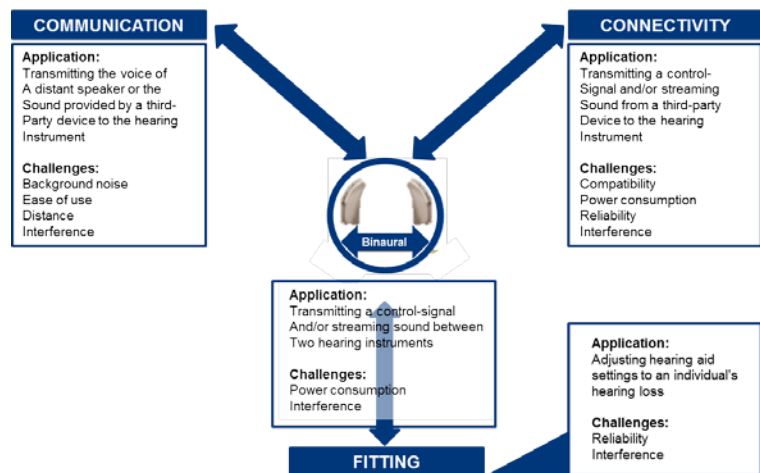 COMMUNICATION
Application:
Transmitting the voice of
A distant speaker or the
Sound provided by a third-
Party device to the hearing
Instrument
Challenges:
Background noise
Ease of use
Distance
Interference
CONNECTIVITY
Application:
Transmitting a control-
Signal and/or streaming
Sound from a third-party
Device to the hearing
Instrument
Challenges:
Compatibility
Power consumption
Reliability
Interference
Binaural
Application:
Transmitting a control-signal
And/or streaming sound between
Two hearing instruments
Challenges:
Power consumption
Interference
FITTING
Application:
Adjusting hearing aid
settings to an individual's
hearing loss
Challenges:
Reliability
Interference